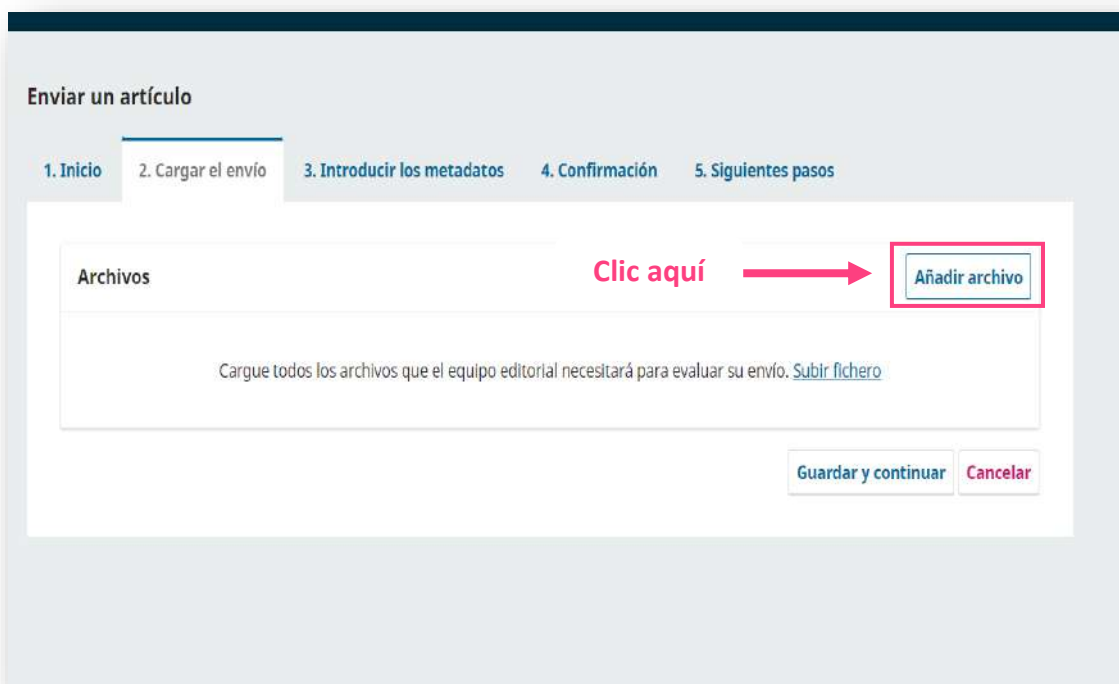 Enviar un artículo
1. Inicio 2. Cargar el envío 3. Introducir los metadatos 4. Confirmación 5. Siguientes pasos
Archivos Clic aquí Añadir archivo
Cargue todos los archivos que el equipo editorial necesitará para evaluar su envío. Subir fichero
Guardar y continuar Cancelar